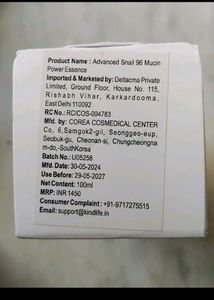 Product Name : Advanced Snail 96 Mucin
Power Essence
Imported & Marketed by: Deltacma Private
Limited, Ground Floor, House No. 115,
Rishabh Vihar, Karkardooma,
East Delhi 110092
RC No.: RC/COS-004783
Mfd. by: COREA COSMEDICAL CENTER
Co, 6,Samgok2-gil, Seonggeo-eup,
Seobuk-gu, Cheonan-si, Chungcheongna
m-do,-SouthKorea
Batch No.: U05258
Mfd. Date: 30-05-2024
Use Before: 29-05-2027
Net Content: 100ml
MRP: INR 1450
Consumer Complaint : +91-9717275515
Email: support@kindlife.in